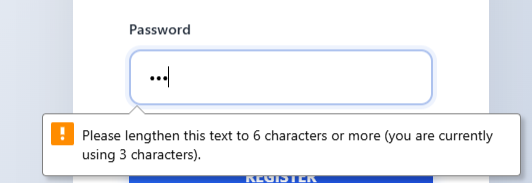 Password
•••
Please lengthen this text to 6 characters or more (you are currently
using 3 characters).
REGISTER